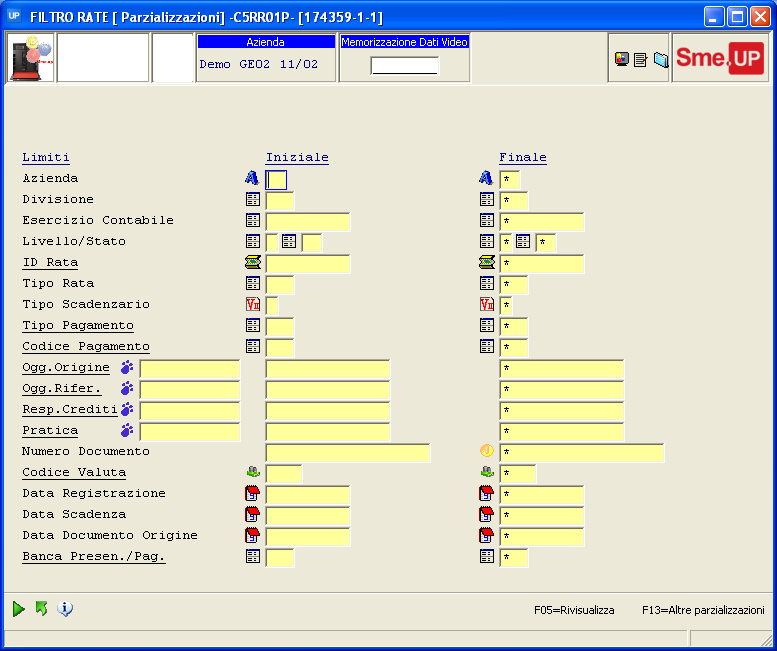 UP FILTRO RATE [ Parzializzazioni] -C5RR01P- [174359-1-1]
Azienda
Memorizzazione Dati Video
Demo GEO2 11/02
Sme.UP
Limiti Iniziale Finale
Azienda *
Divisione *
Esercizio Contabile *
Livello/Stato * *
ID Rata *
Tipo Rata *
Tipo Scadenzario *
Tipo Pagamento *
Codice Pagamento *
Ogg.Origine *
Ogg.Rifer. *
Resp.Crediti *
Pratica *
Numero Documento *
Codice Valuta *
Data Registrazione *
Data Scadenza *
Data Documento Origine *
Banca Presen./Pag. *
F05=Rivisualizza F13=Altre parzializzazioni